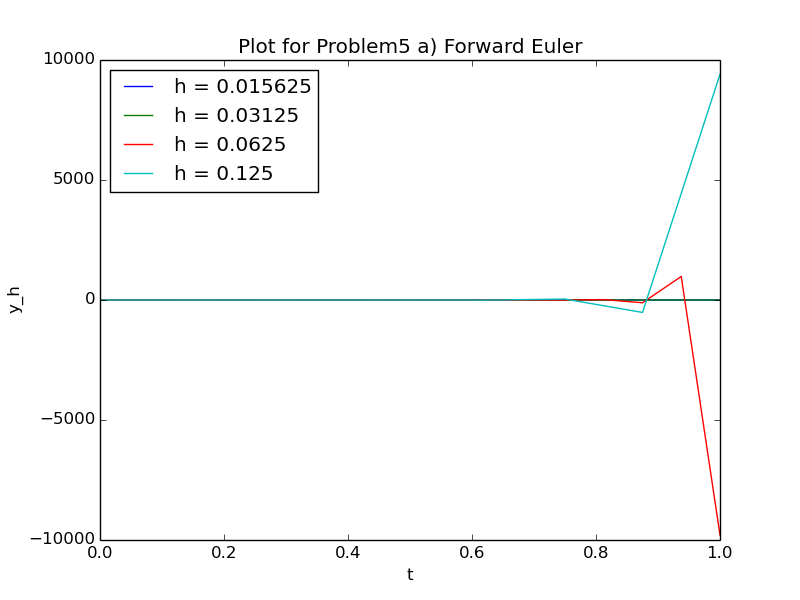 Plot for Problem5 a) Forward Euler
10000
5000
0
−5000
−10000
y_h
h = 0.015625
h = 0.03125
h = 0.0625
h = 0.125
0.0 0.2 0.4 0.6 0.8 1.0
t